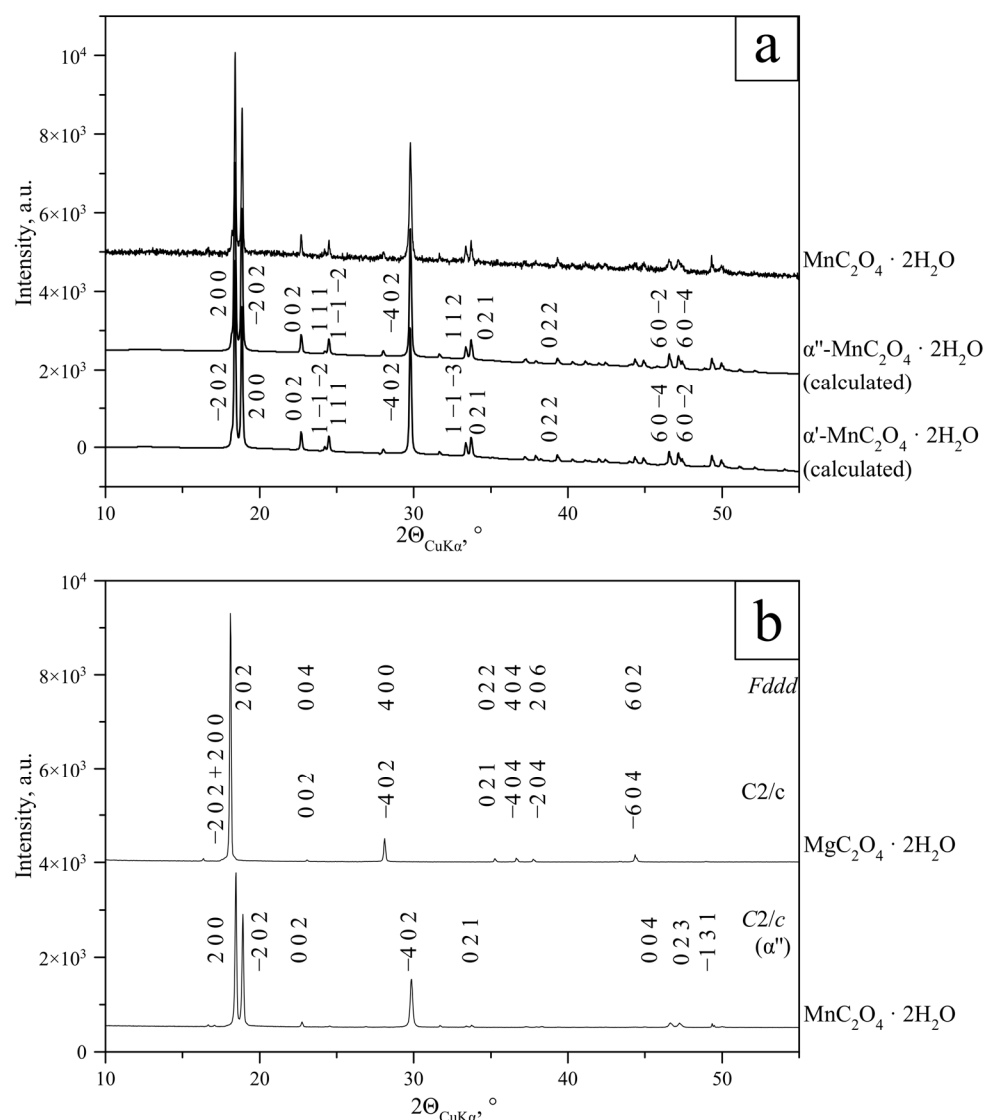 a
10⁴
8×10³
6×10³
4×10³
2×10³
0
Intensity, a.u.
MnC₂O₄ · 2H₂O
2 0 0
−2 0 2
0 0 2
1 1 1
1−1−2
−4 0 2
1 1 2
0 2 1
0 2 2
6 0−2
6 0−4
α''-MnC₂O₄ · 2H₂O
(calculated)
−2 0 2
2 0 0
0 0 2
1−1−2
1 1 1
−4 0 2
1−1−3
0 2 1
0 2 2
6 0−4
6 0−2
α'-MnC₂O₄ · 2H₂O
(calculated)
10 20 30 40 50
2Θ CuKα, °
b
10⁴
8×10³
6×10³
4×10³
2×10³
0
Intensity, a.u.
2 0 2
0 0 4
4 0 0
0 2 2
4 0 4
2 0 6
6 0 2
Fddd
−2 0 2 + 2 0 0
0 0 2
−4 0 2
0 2 1
−4 0 4
−2 0 4
−6 0 4
C2/c
MgC₂O₄ · 2H₂O
2 0 0
−2 0 2
0 0 2
−4 0 2
0 2 1
0 0 4
0 2 3
−1 3 1
C2/c
(α'')
MnC₂O₄ · 2H₂O
10 20 30 40 50
2Θ CuKα, °